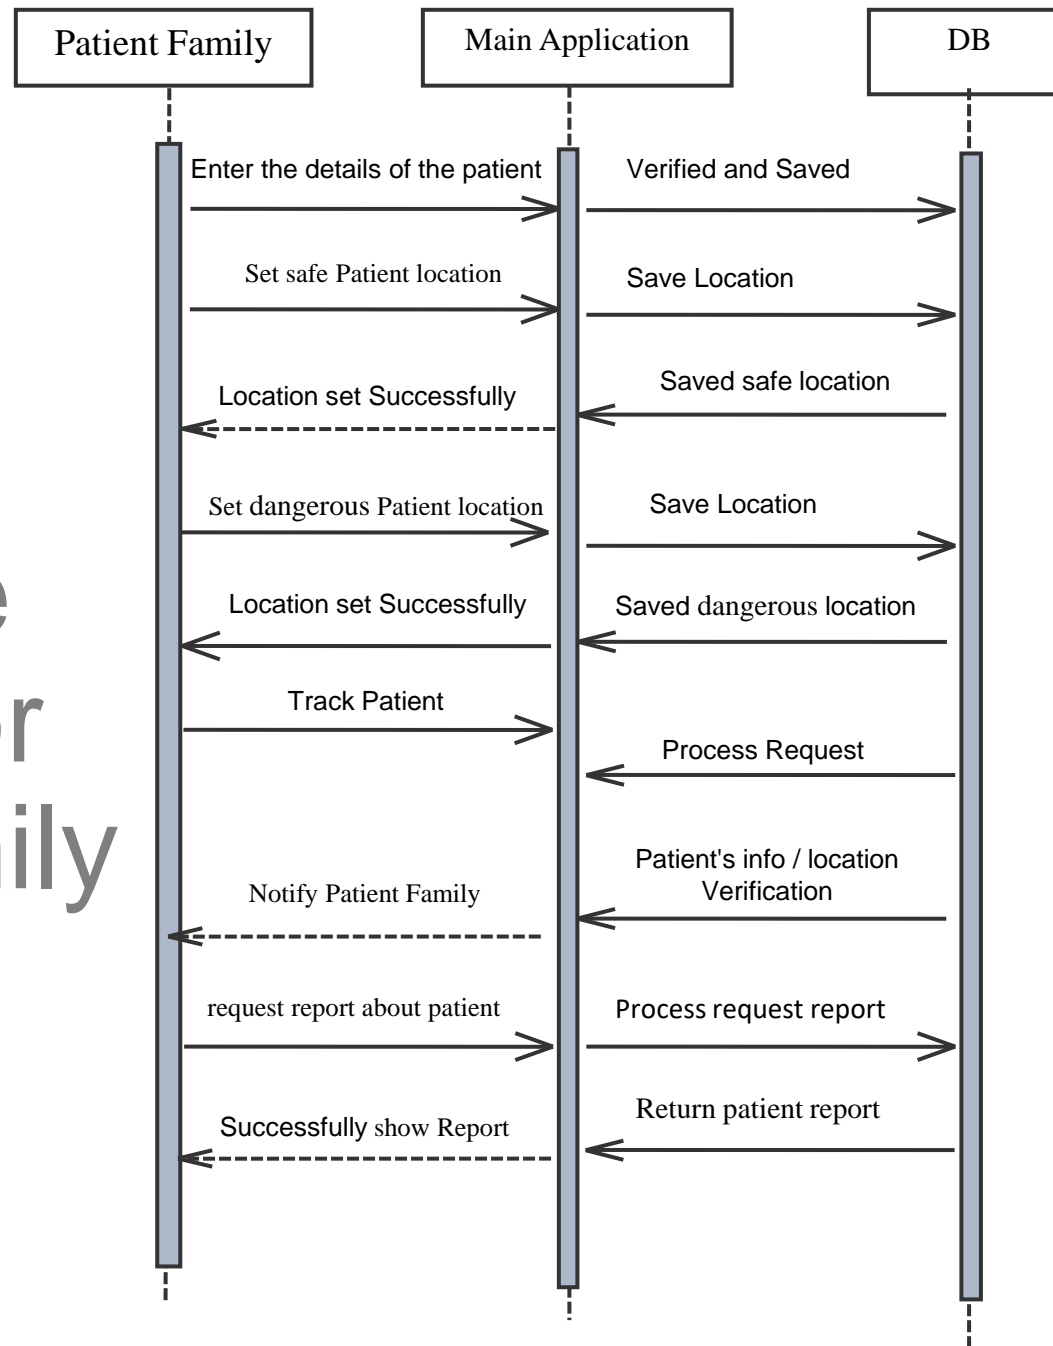 Patient Family
Main Application
DB
Enter the details of the patient
Verified and Saved
Set safe Patient location
Save Location
Saved safe location
Location set Successfully
Set dangerous Patient location
Save Location
Location set Successfully
Saved dangerous location
Track Patient
Process Request
Patient's info / location
Verification
Notify Patient Family
request report about patient
Process request report
Return patient report
Successfully show Report